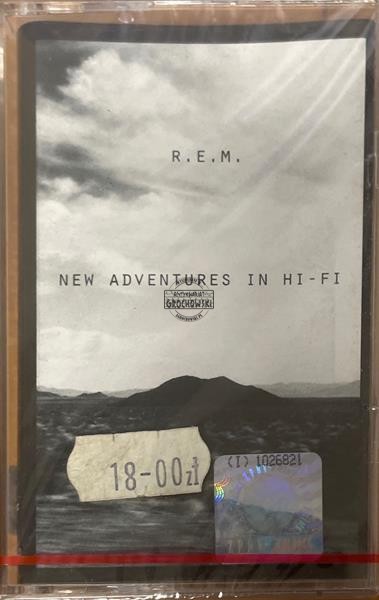 R.E.M.
NEW ADVENTURES IN HI-FI
GROCHOWSKI
18-00zł
(I) 1026821